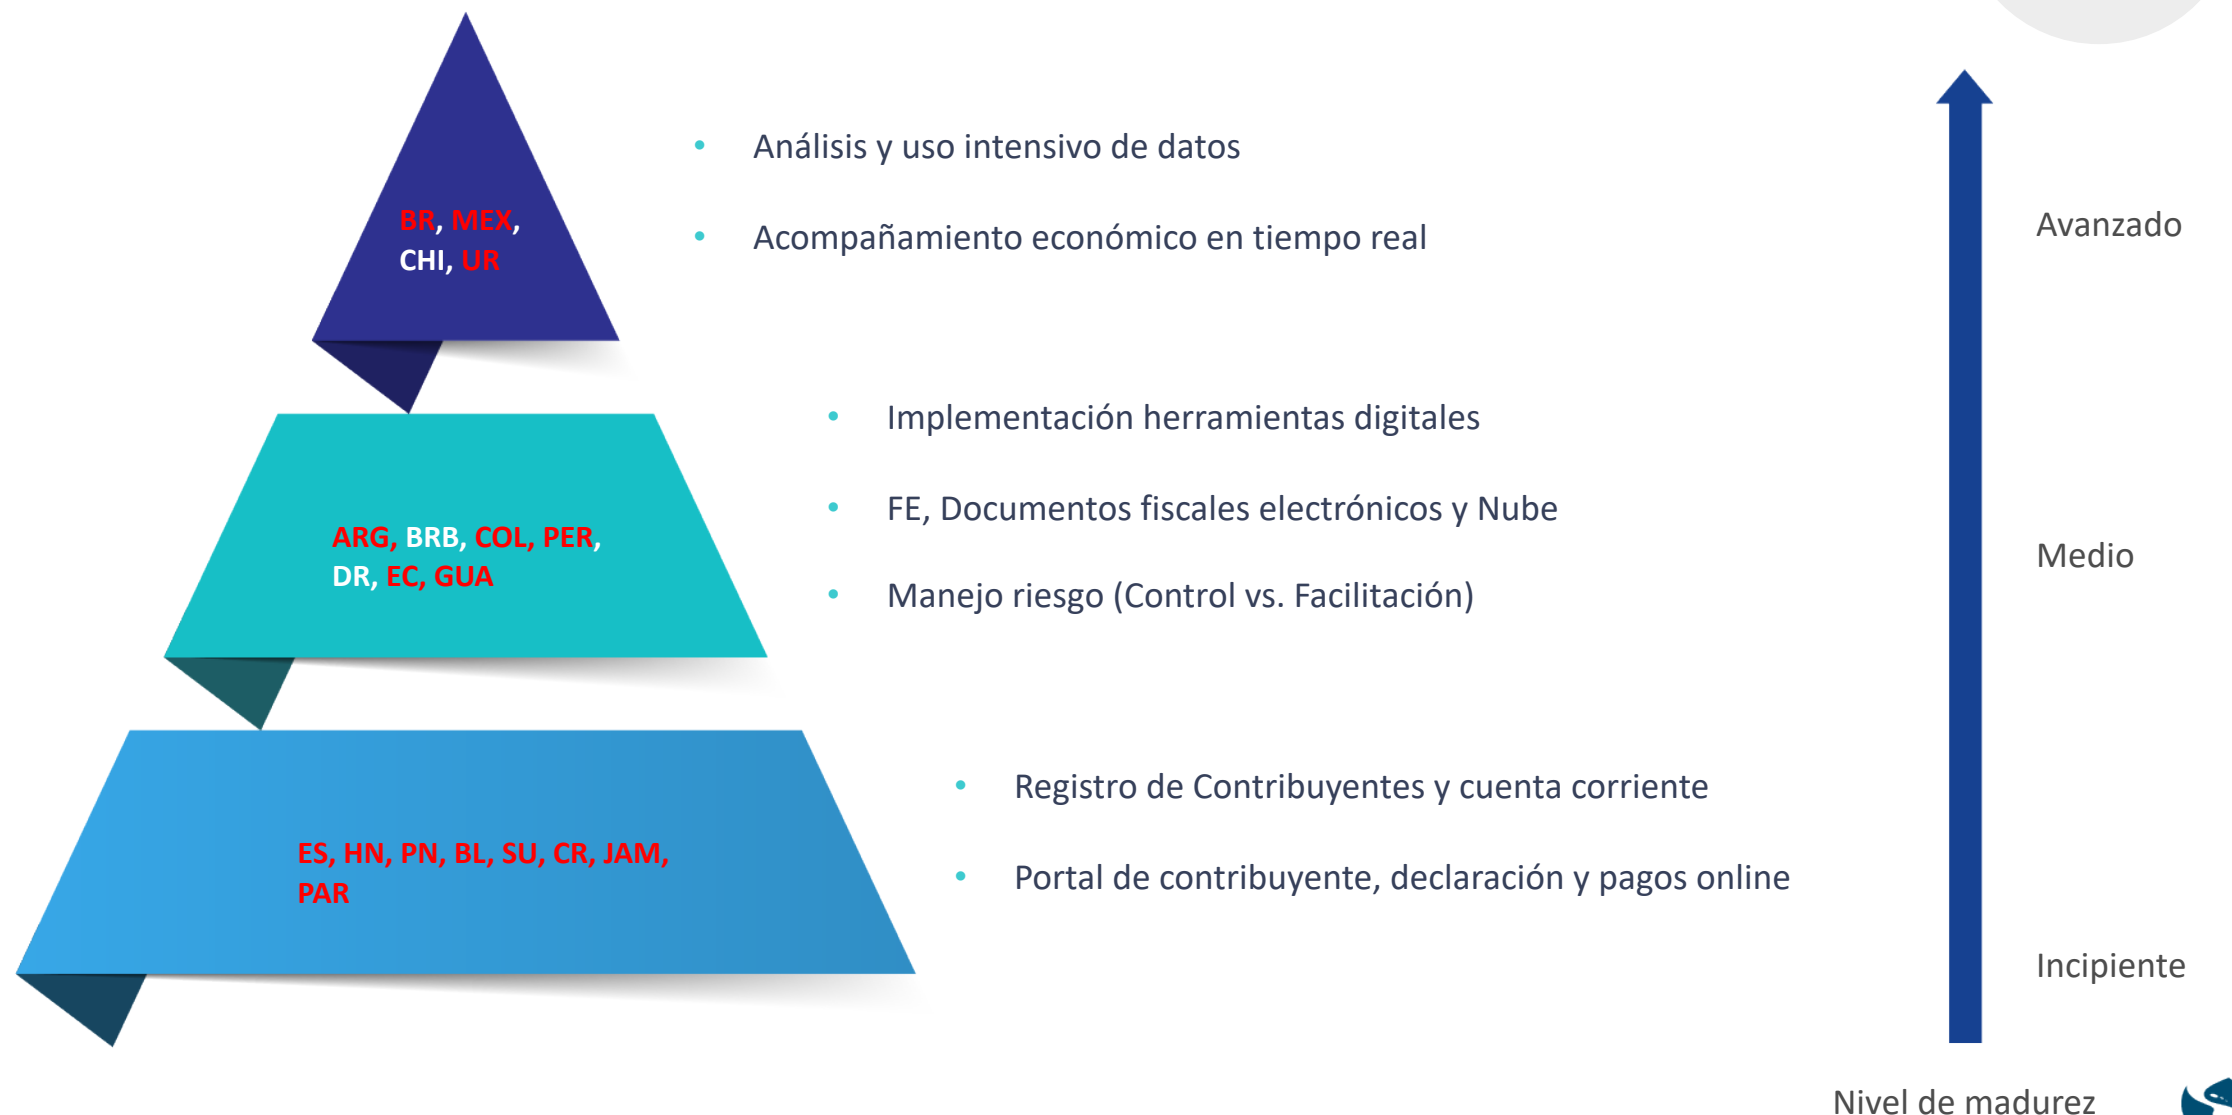 BR, MEX,
CHI, UR
• Análisis y uso intensivo de datos
• Acompañamiento económico en tiempo real
Avanzado
ARG, BRB, COL, PER,
DR, EC, GUA
• Implementación herramientas digitales
• FE, Documentos fiscales electrónicos y Nube
• Manejo riesgo (Control vs. Facilitación)
Medio
ES, HN, PN, BL, SU, CR, JAM,
PAR
• Registro de Contribuyentes y cuenta corriente
• Portal de contribuyente, declaración y pagos online
Incipiente
Nivel de madurez